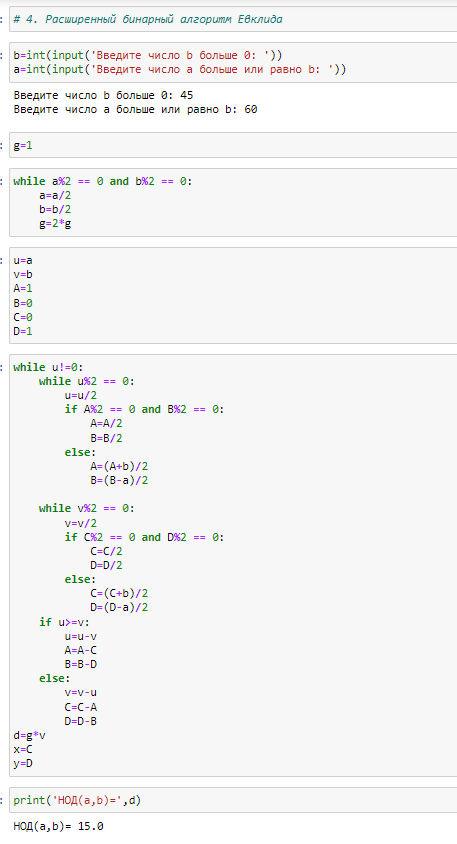 # 4. Расширенный бинарный алгоритм Евклида
b=int(input('Введите число b больше 0: '))
a=int(input('Введите число a больше или равно b: '))
Введите число b больше 0: 45
Введите число a больше или равно b: 60
g=1
while a%2 == 0 and b%2 == 0:
    a=a/2
    b=b/2
    g=2*g
u=a
v=b
A=1
B=0
C=0
D=1
while u!=0:
    while u%2 == 0:
        u=u/2
        if A%2 == 0 and B%2 == 0:
            A=A/2
            B=B/2
        else:
            A=(A+b)/2
            B=(B-a)/2
    while v%2 == 0:
        v=v/2
        if C%2 == 0 and D%2 == 0:
            C=C/2
            D=D/2
        else:
            C=(C+b)/2
            D=(D-a)/2
    if u>=v:
        u=u-v
        A=A-C
        B=B-D
    else:
        v=v-u
        C=C-A
        D=D-B
d=g*v
x=C
y=D
print('НОД(a,b)=',d)
НОД(a,b)= 15.0